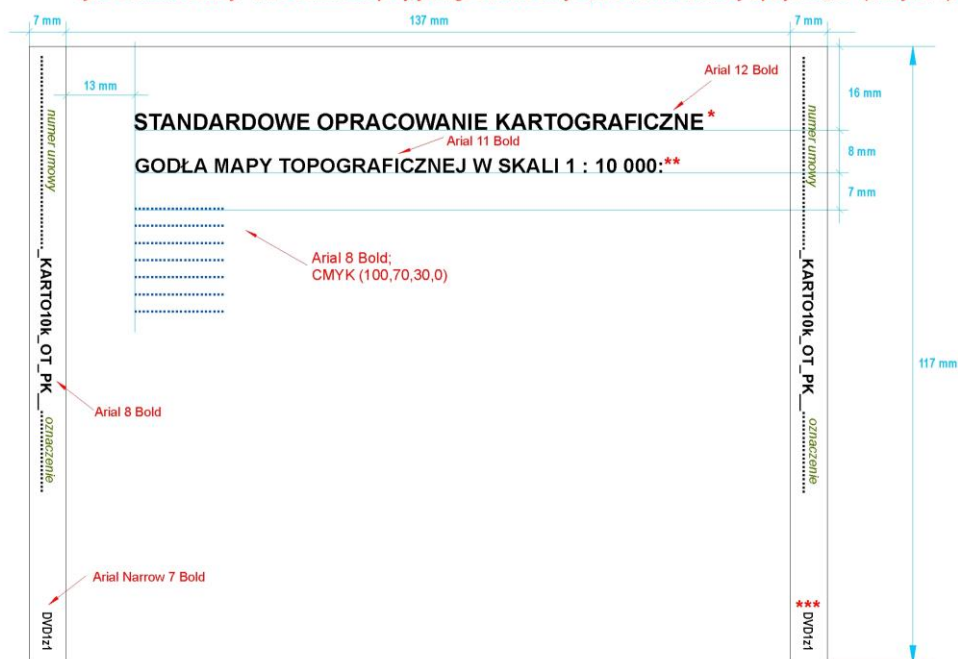 7 mm
137 mm
7 mm
Arial 12 Bold
13 mm
16 mm
STANDARDOWE OPRACOWANIE KARTOGRAFICZNE*
Arial 11 Bold
8 mm
GODŁA MAPY TOPOGRAFICZNEJ W SKALI 1 : 10 000:**
7 mm
Arial 8 Bold;
CMYK (100,70,30,0)
numer umowy
_KARTO10k_OT_PK__
oznaczenie
numer umowy
_KARTO10k_OT_PK__
oznaczenie
117 mm
Arial 8 Bold
Arial Narrow 7 Bold
DVD1z1
***
DVD1z1